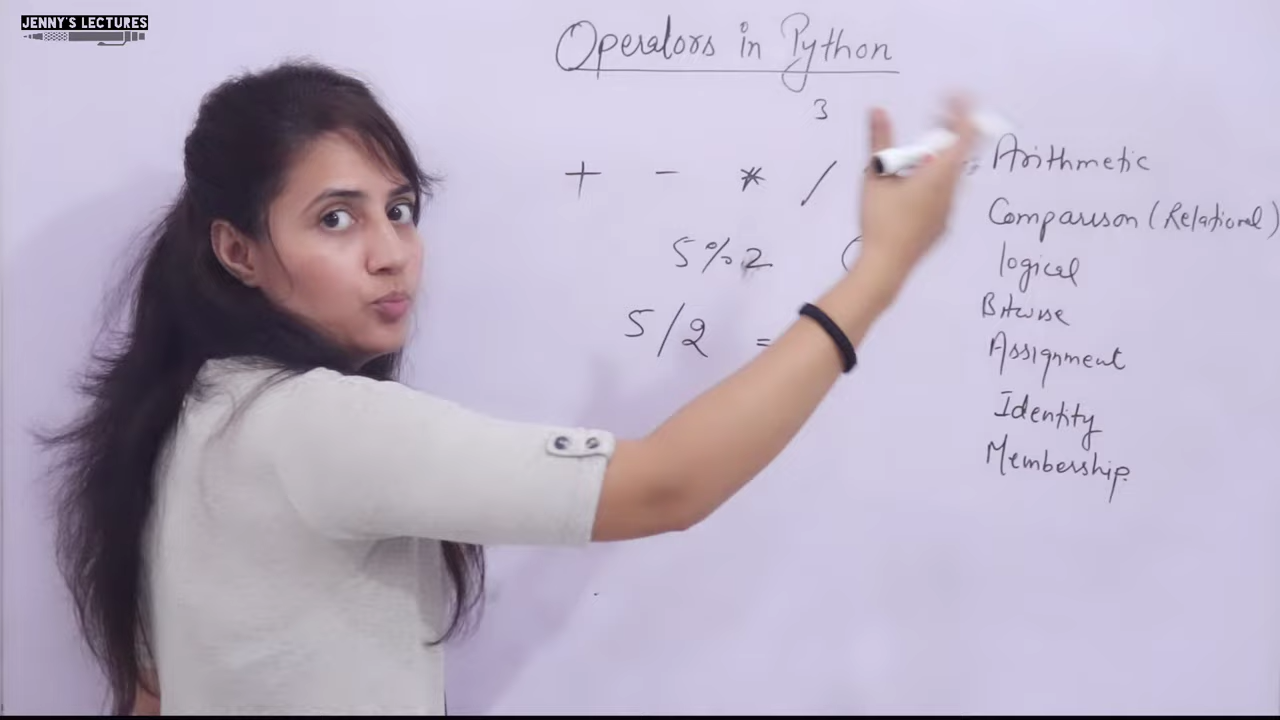 JENNY'S LECTURES
Operators in Python
3
+ - * /
5%2 (
5/2 =
Arithmetic
Comparison (Relational)
logical
Bitwise
Assignment
Identity
Membership.